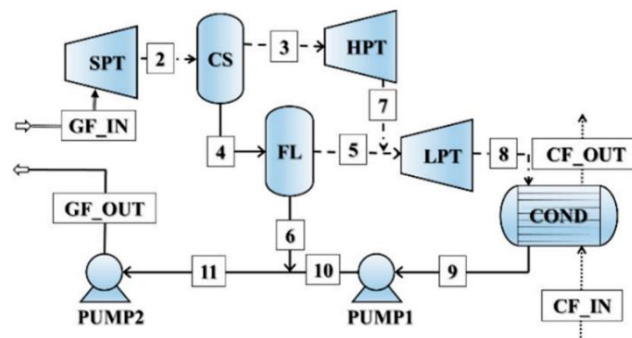 SPT
2
CS
3
HPT
GF_IN
7
4
FL
5
LPT
8
CF_OUT
GF_OUT
COND
6
11
10
9
PUMP2
PUMP1
CF_IN